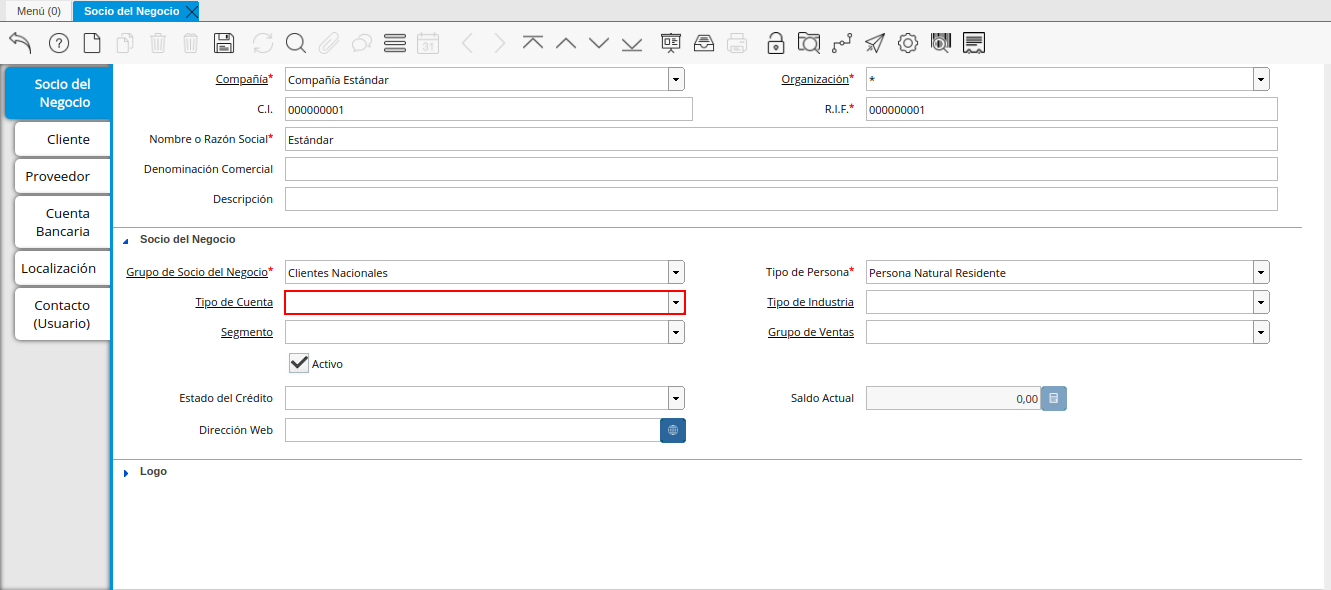 Menú (0)
Socio del Negocio
31
Socio del
Negocio
Cliente
Proveedor
Cuenta
Bancaria
Localización
Contacto
(Usuario)
Compañía* Compañía Estándar Organización* *
C.I. 000000001 R.I.F.* 000000001
Nombre o Razón Social* Estándar
Denominación Comercial
Descripción
Socio del Negocio
Grupo de Socio del Negocio* Clientes Nacionales Tipo de Persona* Persona Natural Residente
Tipo de Cuenta Tipo de Industria
Segmento Grupo de Ventas
Activo
Estado del Crédito Saldo Actual 0,00
Dirección Web
Logo